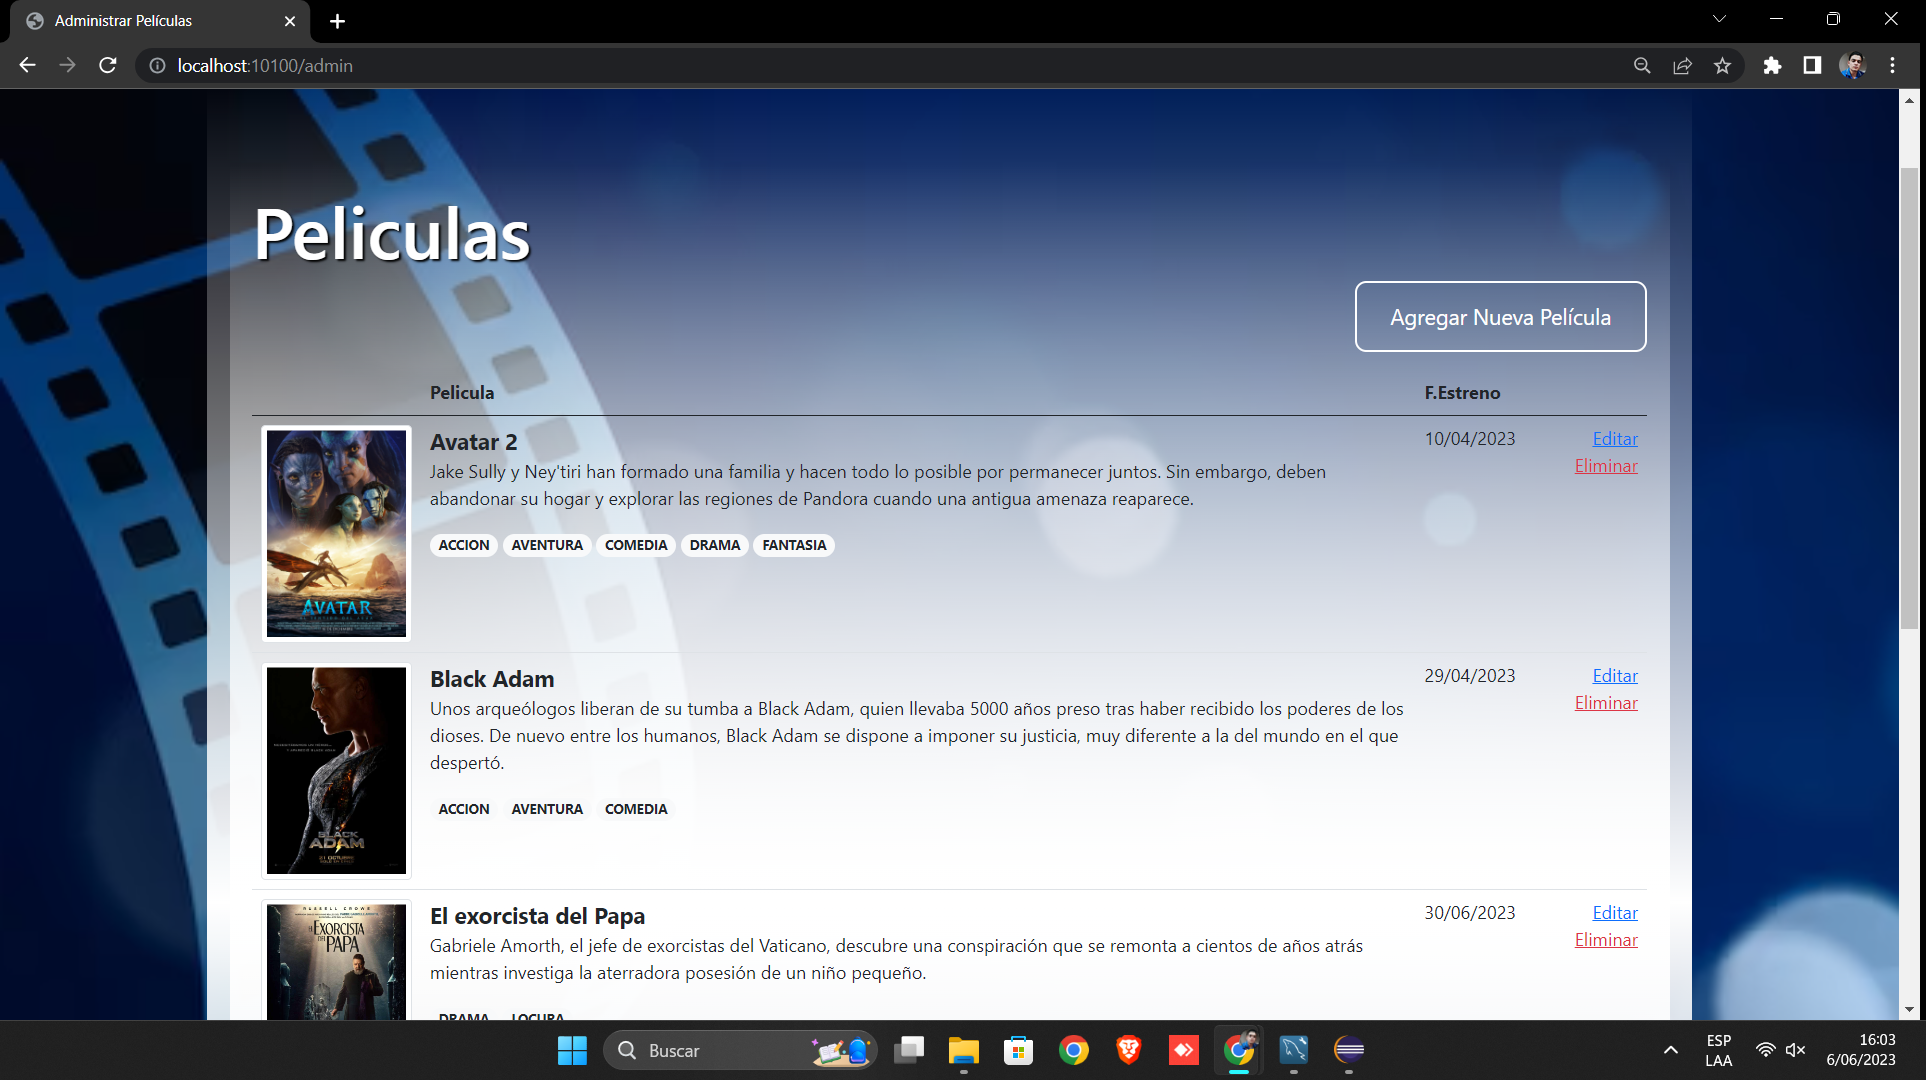 Administrar Películas
localhost:10100/admin
Peliculas
Agregar Nueva Película
Pelicula
F.Estreno
Avatar 2
10/04/2023
Editar
Jake Sully y Ney'tiri han formado una familia y hacen todo lo posible por permanecer juntos. Sin embargo, deben
Eliminar
abandonar su hogar y explorar las regiones de Pandora cuando una antigua amenaza reaparece.
ACCION AVENTURA COMEDIA DRAMA FANTASIA
AVATAR
Black Adam
29/04/2023
Editar
Unos arqueólogos liberan de su tumba a Black Adam, quien llevaba 5000 años preso tras haber recibido los poderes de los
Eliminar
dioses. De nuevo entre los humanos, Black Adam se dispone a imponer su justicia, muy diferente a la del mundo en el que
despertó.
ACCION AVENTURA COMEDIA
BLACK
ADAM
El exorcista del Papa
30/06/2023
Editar
Gabriele Amorth, el jefe de exorcistas del Vaticano, descubre una conspiración que se remonta a cientos de años atrás
Eliminar
mientras investiga la aterradora posesión de un niño pequeño.
DRAMA LOCURA
RUSSELL CROWE
EL EXORCISTA
DEL PAPA
Buscar
ESP
LAA
16:03
6/06/2023